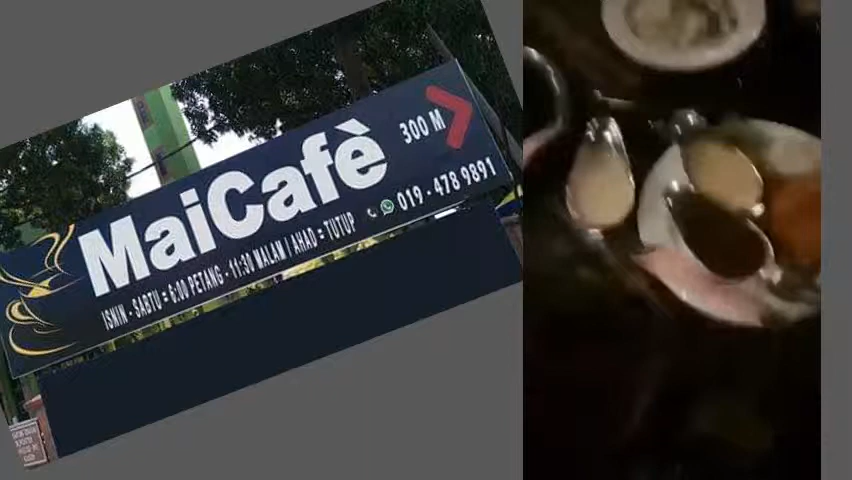 300 M
MaiCafè
ISNIN - SABTU = 6:00 PETANG - 11:30 MALAM / AHAD = TUTUP
019 - 478 9891